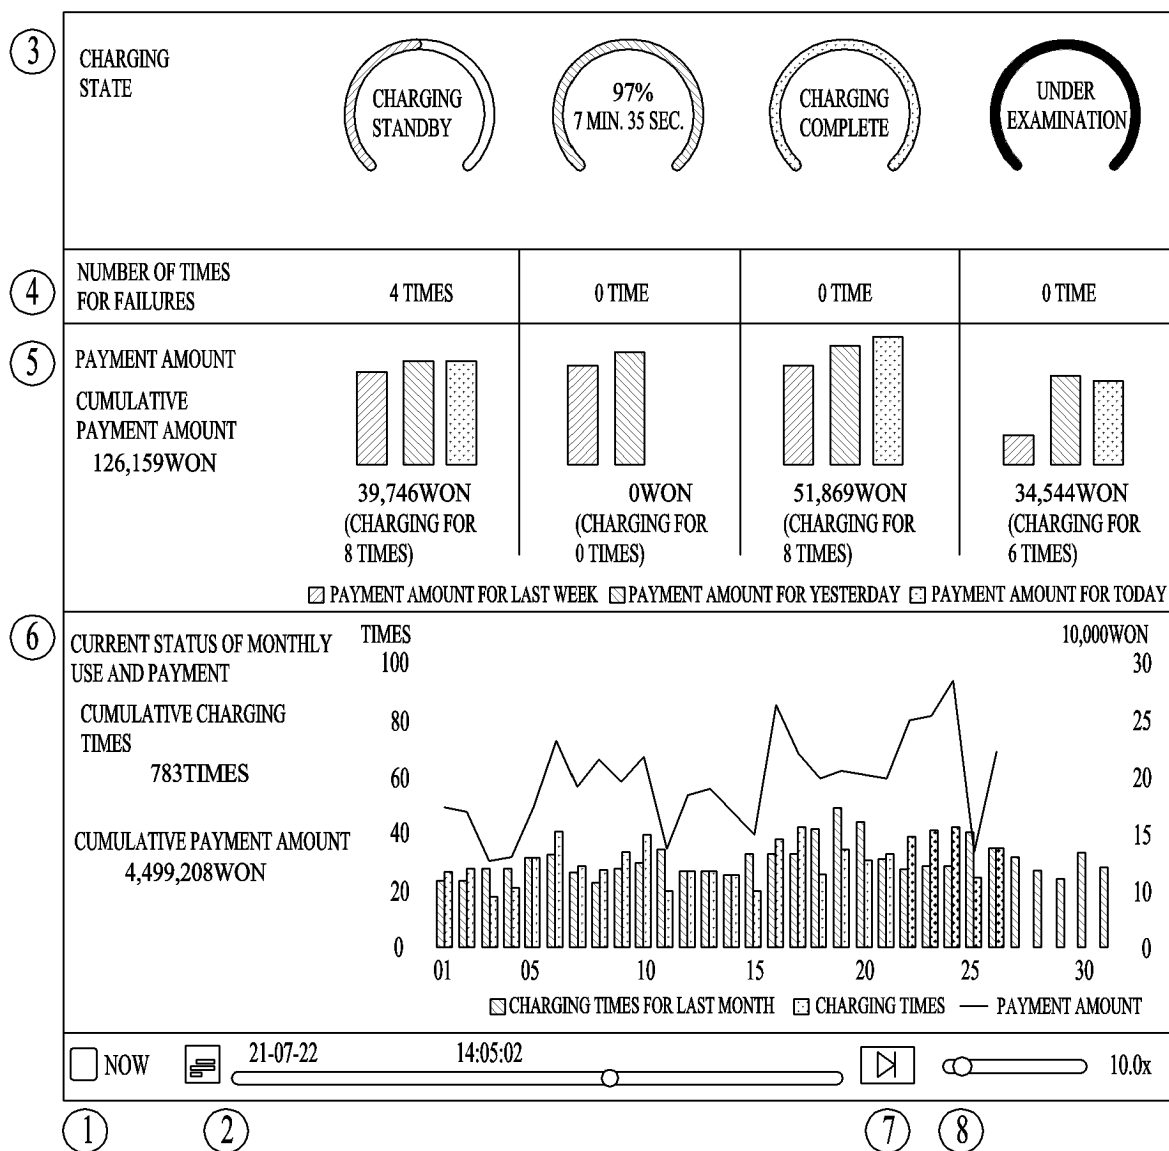 3
CHARGING
STATE
CHARGING
STANDBY
97%
7 MIN. 35 SEC.
CHARGING
COMPLETE
UNDER
EXAMINATION
4
NUMBER OF TIMES
FOR FAILURES
4 TIMES
0 TIME
0 TIME
0 TIME
5
PAYMENT AMOUNT
CUMULATIVE
PAYMENT AMOUNT
126,159WON
39,746WON
(CHARGING FOR
8 TIMES)
0WON
(CHARGING FOR
0 TIMES)
51,869WON
(CHARGING FOR
8 TIMES)
34,544WON
(CHARGING FOR
6 TIMES)
PAYMENT AMOUNT FOR LAST WEEK PAYMENT AMOUNT FOR YESTERDAY PAYMENT AMOUNT FOR TODAY
6
CURRENT STATUS OF MONTHLY
USE AND PAYMENT
CUMULATIVE CHARGING
TIMES
783TIMES
CUMULATIVE PAYMENT AMOUNT
4,499,208WON
TIMES
100
80
60
40
20
0
10,000WON
30
25
20
15
10
0
01 05 10 15 20 25 30
CHARGING TIMES FOR LAST MONTH CHARGING TIMES PAYMENT AMOUNT
NOW
21-07-22 14:05:02
10.0x
1 2 7 8